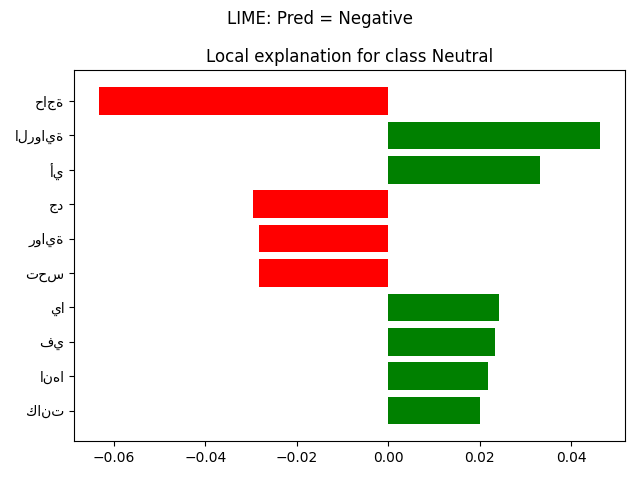 LIME: Pred = Negative
Local explanation for class Neutral
حاجة
الرواية
أي
جد
رواية
تحس
يا
في
انها
كانت
−0.06 −0.04 −0.02 0.00 0.02 0.04